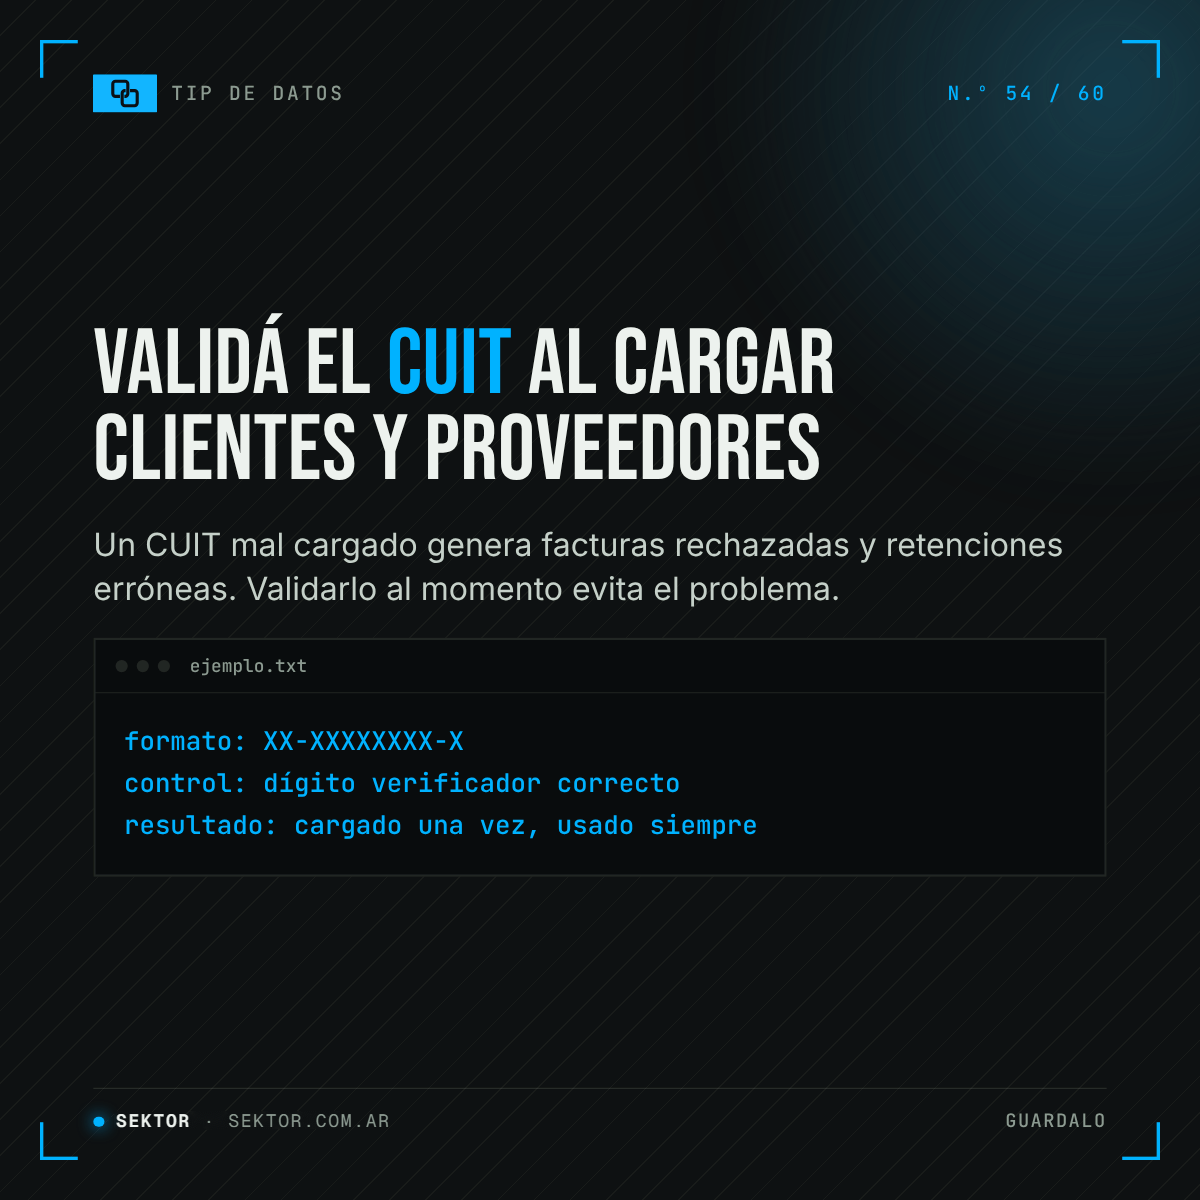 TIP DE DATOS
N.° 54 / 60
VALIDÁ EL CUIT AL CARGAR
CLIENTES Y PROVEEDORES
Un CUIT mal cargado genera facturas rechazadas y retenciones
erróneas. Validarlo al momento evita el problema.
ejemplo.txt
formato: XX-XXXXXXXX-X
control: dígito verificador correcto
resultado: cargado una vez, usado siempre
SEKTOR · SEKTOR.COM.AR
GUARDALO